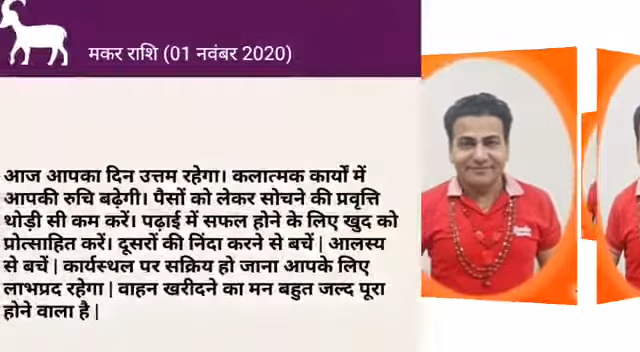 मकर राशि (01 नवंबर 2020)
आज आपका दिन उत्तम रहेगा। कलात्मक कार्यों में
आपकी रुचि बढ़ेगी। पैसों को लेकर सोचने की प्रवृत्ति
थोड़ी सी कम करें। पढ़ाई में सफल होने के लिए खुद को
प्रोत्साहित करें। दूसरों की निंदा करने से बचें | आलस्य
से बचें | कार्यस्थल पर सक्रिय हो जाना आपके लिए
लाभप्रद रहेगा | वाहन खरीदने का मन बहुत जल्द पूरा
होने वाला है |